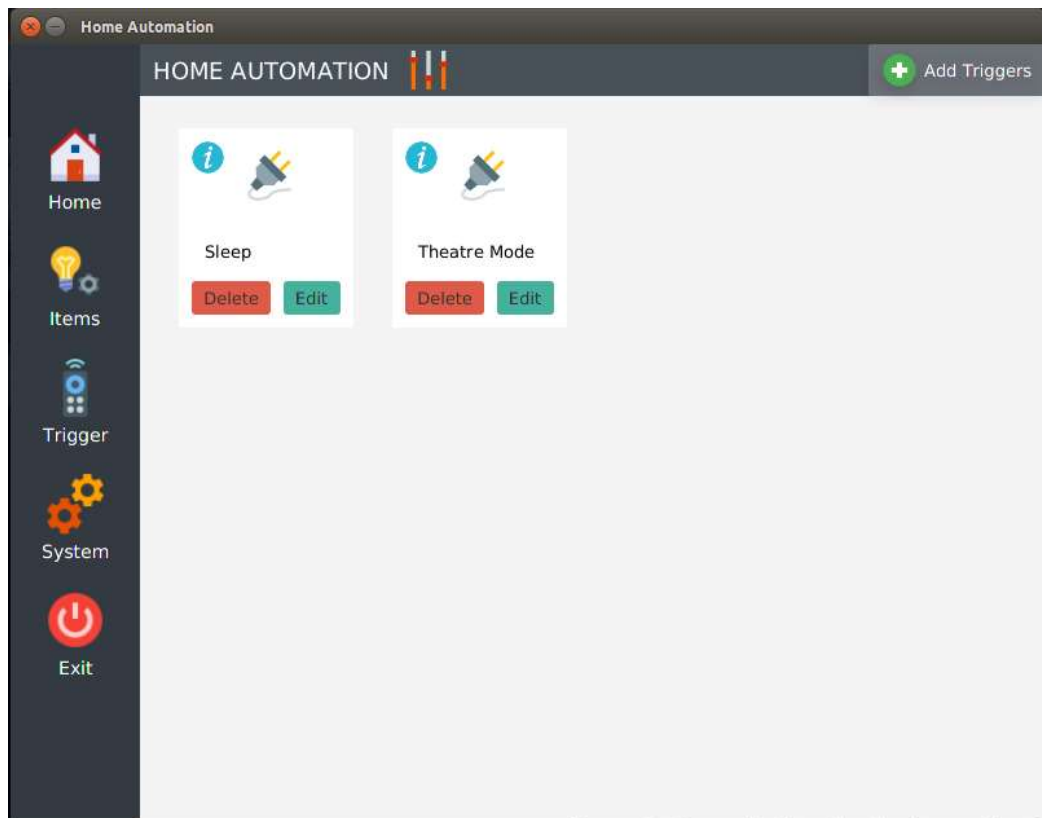 Home Automation
HOME AUTOMATION
Add Triggers
Home
Items
Trigger
System
Exit
i
Sleep
Delete Edit
i
Theatre Mode
Delete Edit